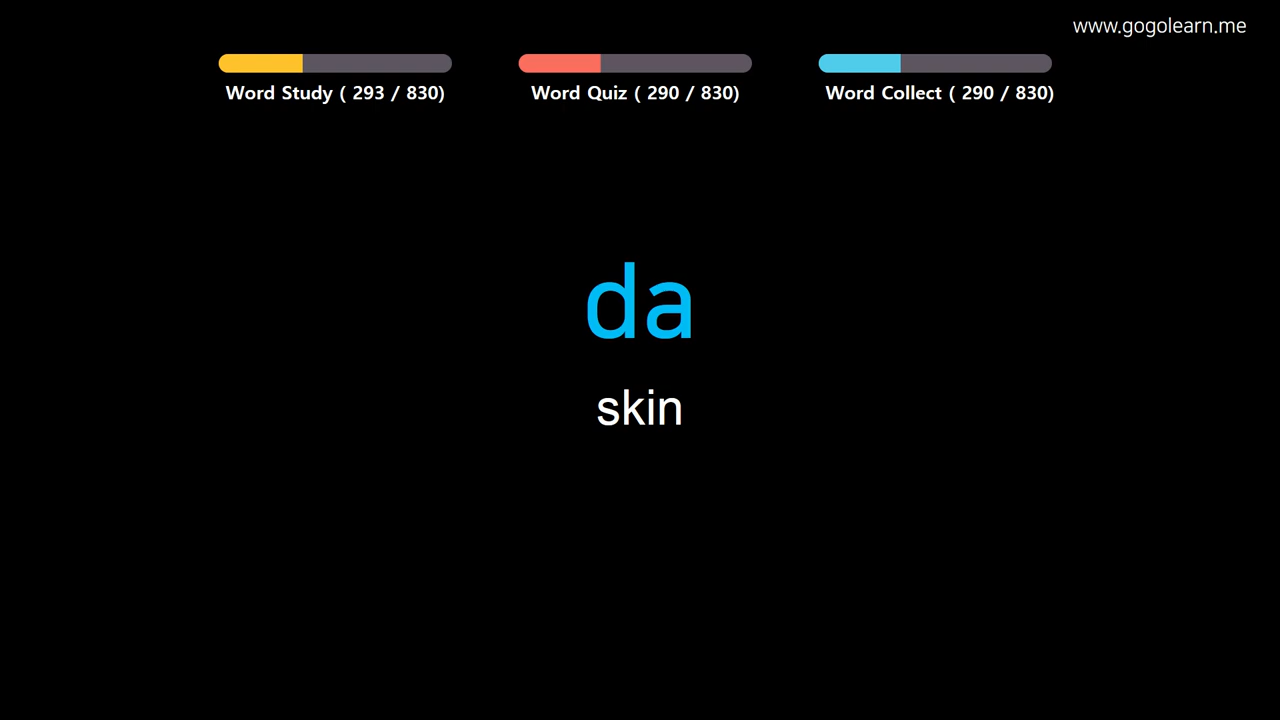 www.gogolearn.me
Word Study ( 293 / 830)
Word Quiz ( 290 / 830)
Word Collect ( 290 / 830)
da
skin